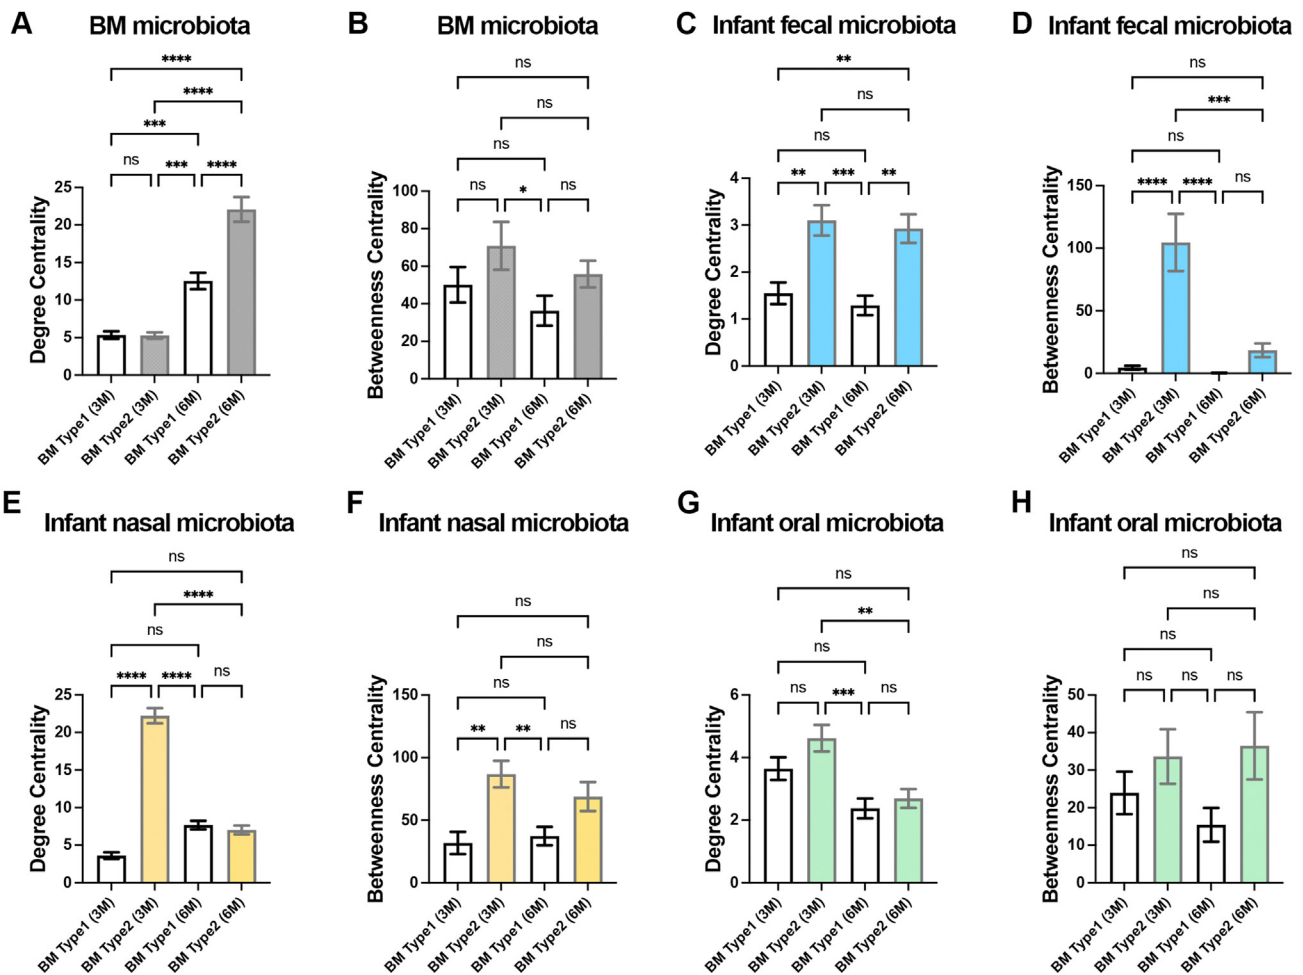 A BM microbiota
****
****
***
ns *** ****
Degree Centrality
25
20
15
10
5
0
BM Type1 (3M)
BM Type2 (3M)
BM Type1 (6M)
BM Type2 (6M)
B BM microbiota
ns
ns
ns
ns * ns
Betweenness Centrality
100
80
60
40
20
0
BM Type1 (3M)
BM Type2 (3M)
BM Type1 (6M)
BM Type2 (6M)
C Infant fecal microbiota
**
ns
ns
** *** **
Degree Centrality
4
3
2
1
0
BM Type1 (3M)
BM Type2 (3M)
BM Type1 (6M)
BM Type2 (6M)
D Infant fecal microbiota
ns
***
ns
**** **** ns
Betweenness Centrality
150
100
50
0
BM Type1 (3M)
BM Type2 (3M)
BM Type1 (6M)
BM Type2 (6M)
E Infant nasal microbiota
ns
****
ns
**** **** ns
Degree Centrality
25
20
15
10
5
0
BM Type1 (3M)
BM Type2 (3M)
BM Type1 (6M)
BM Type2 (6M)
F Infant nasal microbiota
ns
ns
ns
** ** ns
Betweenness Centrality
150
100
50
0
BM Type1 (3M)
BM Type2 (3M)
BM Type1 (6M)
BM Type2 (6M)
G Infant oral microbiota
ns
**
ns
ns *** ns
Degree Centrality
6
4
2
0
BM Type1 (3M)
BM Type2 (3M)
BM Type1 (6M)
BM Type2 (6M)
H Infant oral microbiota
ns
ns
ns
ns ns ns
Betweenness Centrality
50
40
30
20
10
0
BM Type1 (3M)
BM Type2 (3M)
BM Type1 (6M)
BM Type2 (6M)